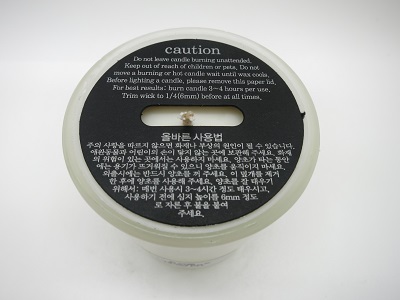 caution
Do not leave candle burning unattended.
Keep out of reach of children or pets. Do not
move a burning or hot candle wait until wax cools.
Before lighting a candle, please remove this paper lid.
For best results: burn candle 3~4 hours per use.
Trim wick to 1/4(6mm) before at all times.
올바른 사용법
주의 사항을 따르지 않으면 화재나 부상의 원인이 될 수 있습니다.
애완동물과 어린이의 손이 닿지 않는 곳에 보관해 주세요. 화재
의 위험이 있는 곳에서는 사용하지 마세요. 양초가 타는 동안
에는 용기가 뜨거워질 수 있으니 양초를 움직이지 마세요.
외출시에는 반드시 양초를 꺼 주세요. 이 덮개를 제거
한 후에 양초를 사용해 주세요. 양초를 잘 태우기
위해서: 매번 사용시 3~4시간 정도 태우시고,
사용하기 전에 심지 높이를 6mm 정도
로 자른 후 불을 붙여
주세요.